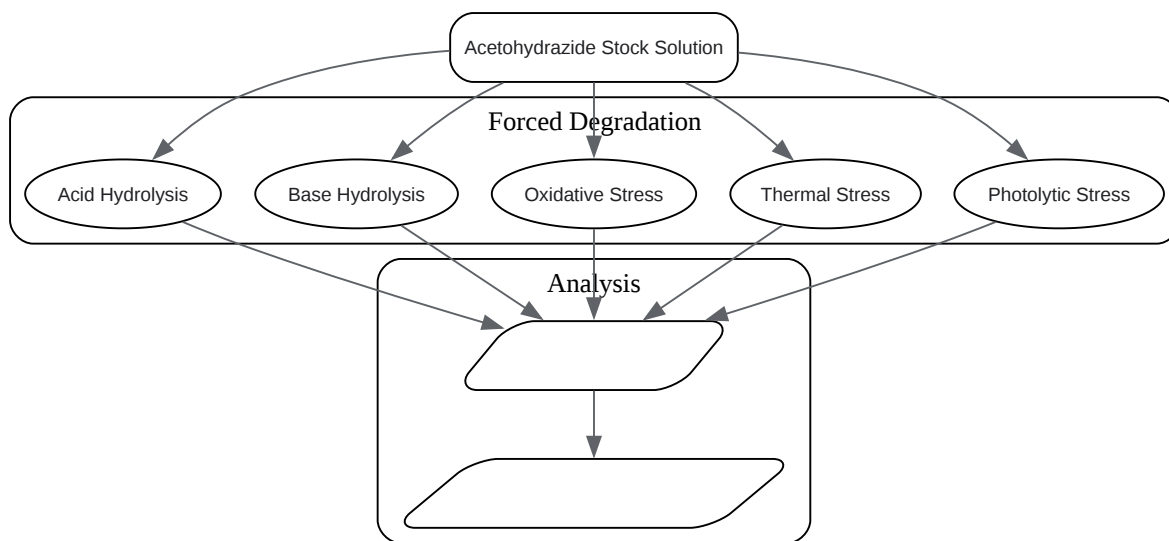 Acetohydrazide Stock Solution
Forced Degradation
Acid Hydrolysis
Base Hydrolysis
Oxidative Stress
Thermal Stress
Photolytic Stress
Analysis